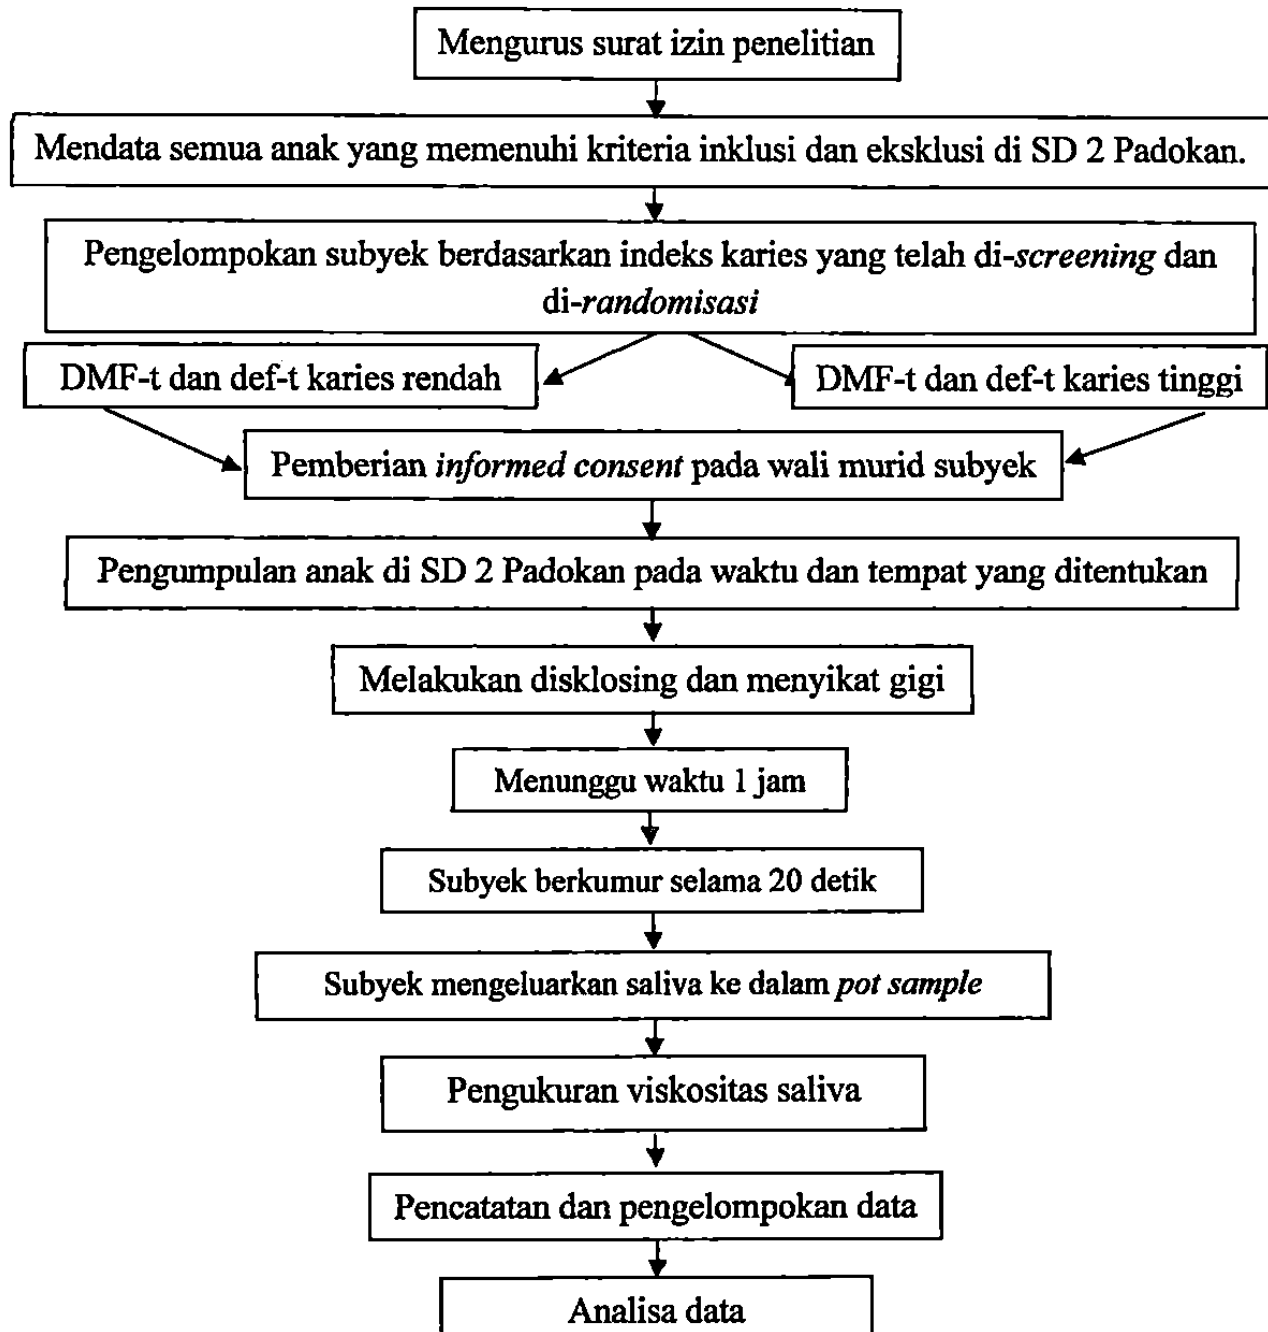 Mengurus surat izin penelitian
Mendata semua anak yang memenuhi kriteria inklusi dan eksklusi di SD 2 Padokan.
Pengelompokan subyek berdasarkan indeks karies yang telah di-screening dan
di-randomisasi
DMF-t dan def-t karies rendah
DMF-t dan def-t karies tinggi
Pemberian informed consent pada wali murid subyek
Pengumpulan anak di SD 2 Padokan pada waktu dan tempat yang ditentukan
Melakukan disklosing dan menyikat gigi
Menunggu waktu 1 jam
Subyek berkumur selama 20 detik
Subyek mengeluarkan saliva ke dalam pot sample
Pengukuran viskositas saliva
Pencatatan dan pengelompokan data
Analisa data